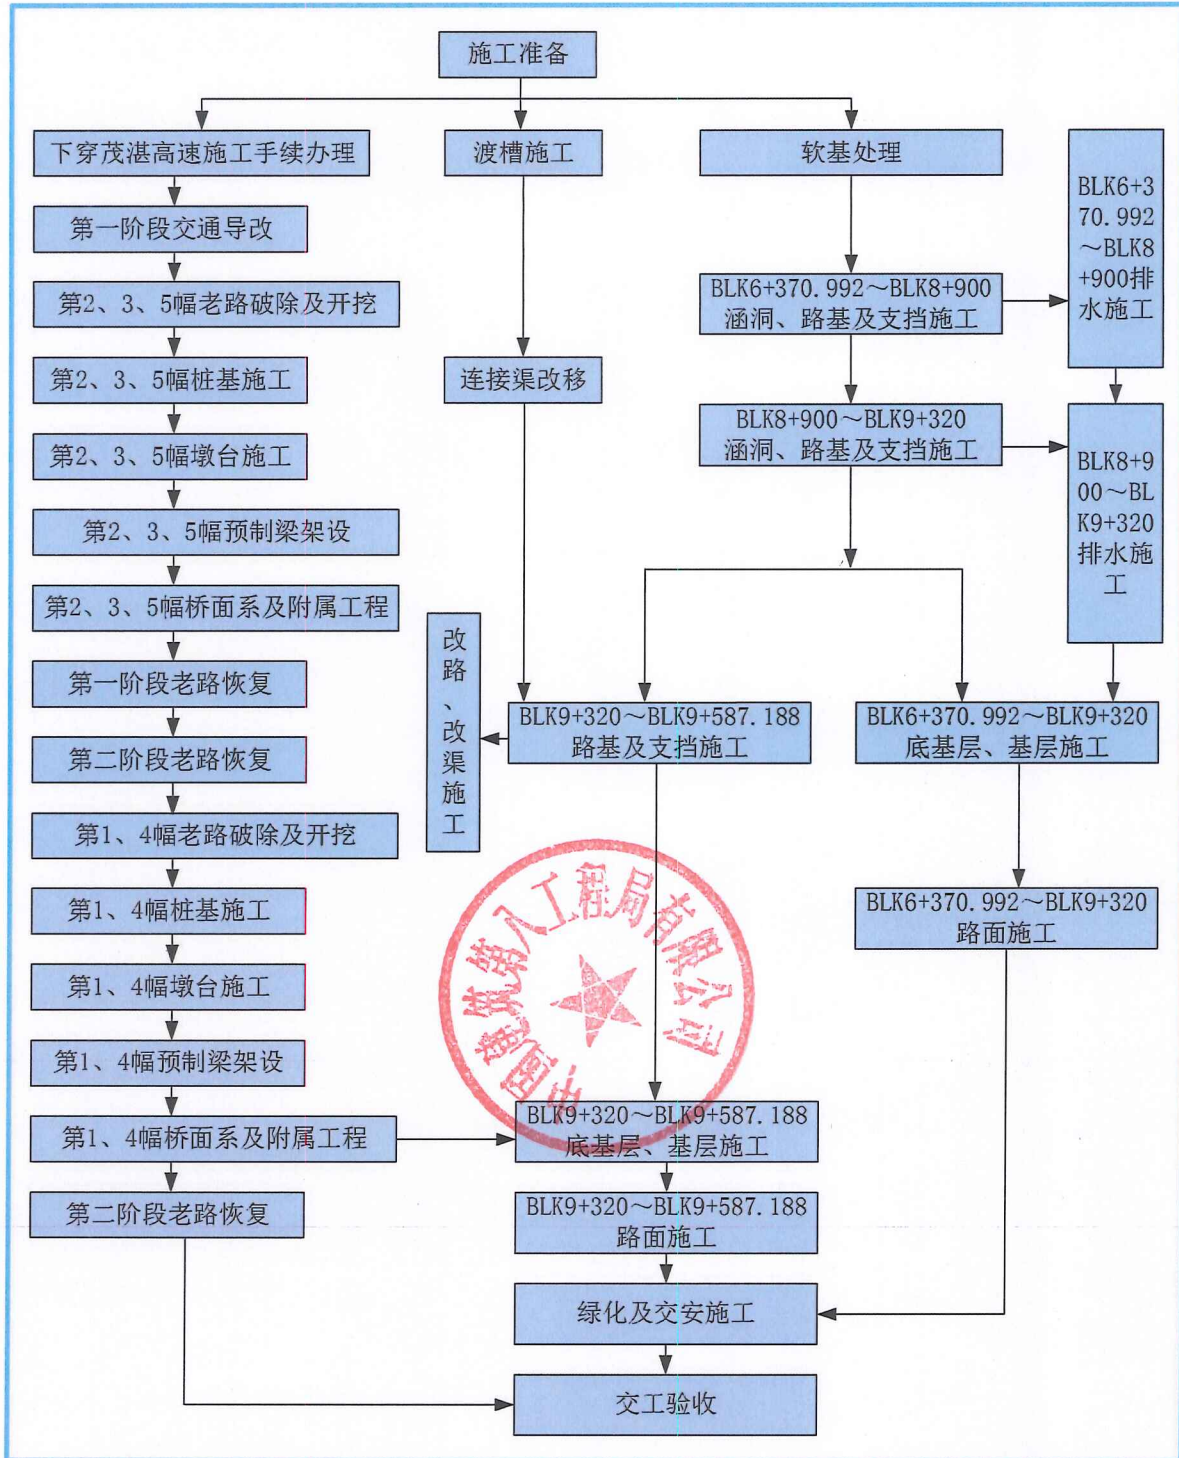 施工准备
下穿茂湛高速施工手续办理
渡槽施工
软基处理
BLK6+3
70.992
～BLK8
+900排
水施工
第一阶段交通导改
第2、3、5幅老路破除及开挖
BLK6+370.992～BLK8+900
涵洞、路基及支挡施工
第2、3、5幅桩基施工
连接渠改移
第2、3、5幅墩台施工
BLK8+900～BLK9+320
涵洞、路基及支挡施工
BLK8+9
00～BL
K9+320
排水施
工
第2、3、5幅预制梁架设
第2、3、5幅桥面系及附属工程
改路、改渠施工
第一阶段老路恢复
BLK9+320～BLK9+587.188
路基及支挡施工
BLK6+370.992～BLK9+320
底基层、基层施工
第二阶段老路恢复
第1、4幅老路破除及开挖
第1、4幅桩基施工
BLK6+370.992～BLK9+320
路面施工
第1、4幅墩台施工
中国建筑第八工程局有限公司
第1、4幅预制梁架设
第1、4幅桥面系及附属工程
BLK9+320～BLK9+587.188
底基层、基层施工
第二阶段老路恢复
BLK9+320～BLK9+587.188
路面施工
绿化及交安施工
交工验收